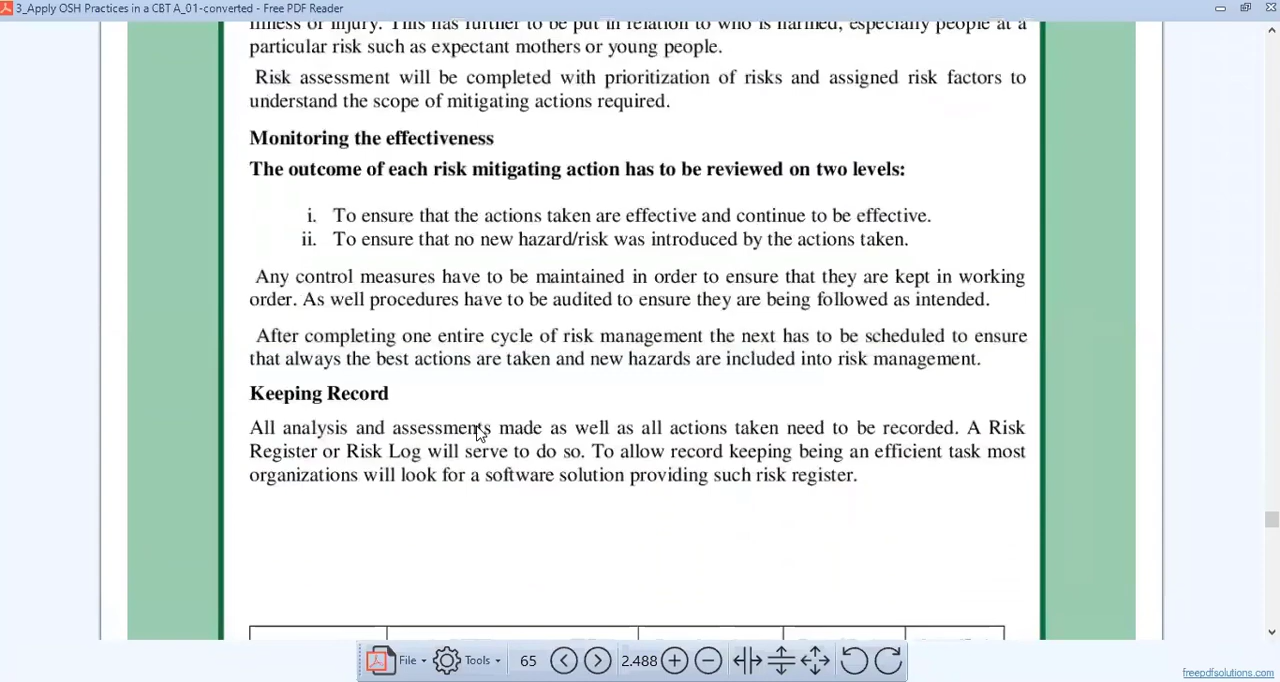 3_Apply OSH Practices in a CBT A_01-converted - Free PDF Reader
illness or injury. This has further to be put in relation to who is harmed, especially people at a
particular risk such as expectant mothers or young people.
Risk assessment will be completed with prioritization of risks and assigned risk factors to
understand the scope of mitigating actions required.
Monitoring the effectiveness
The outcome of each risk mitigating action has to be reviewed on two levels:
i. To ensure that the actions taken are effective and continue to be effective.
ii. To ensure that no new hazard/risk was introduced by the actions taken.
Any control measures have to be maintained in order to ensure that they are kept in working
order. As well procedures have to be audited to ensure they are being followed as intended.
After completing one entire cycle of risk management the next has to be scheduled to ensure
that always the best actions are taken and new hazards are included into risk management.
Keeping Record
All analysis and assessments made as well as all actions taken need to be recorded. A Risk
Register or Risk Log will serve to do so. To allow record keeping being an efficient task most
organizations will look for a software solution providing such risk register.
File Tools 65 2.488
freepdfsolutions.com